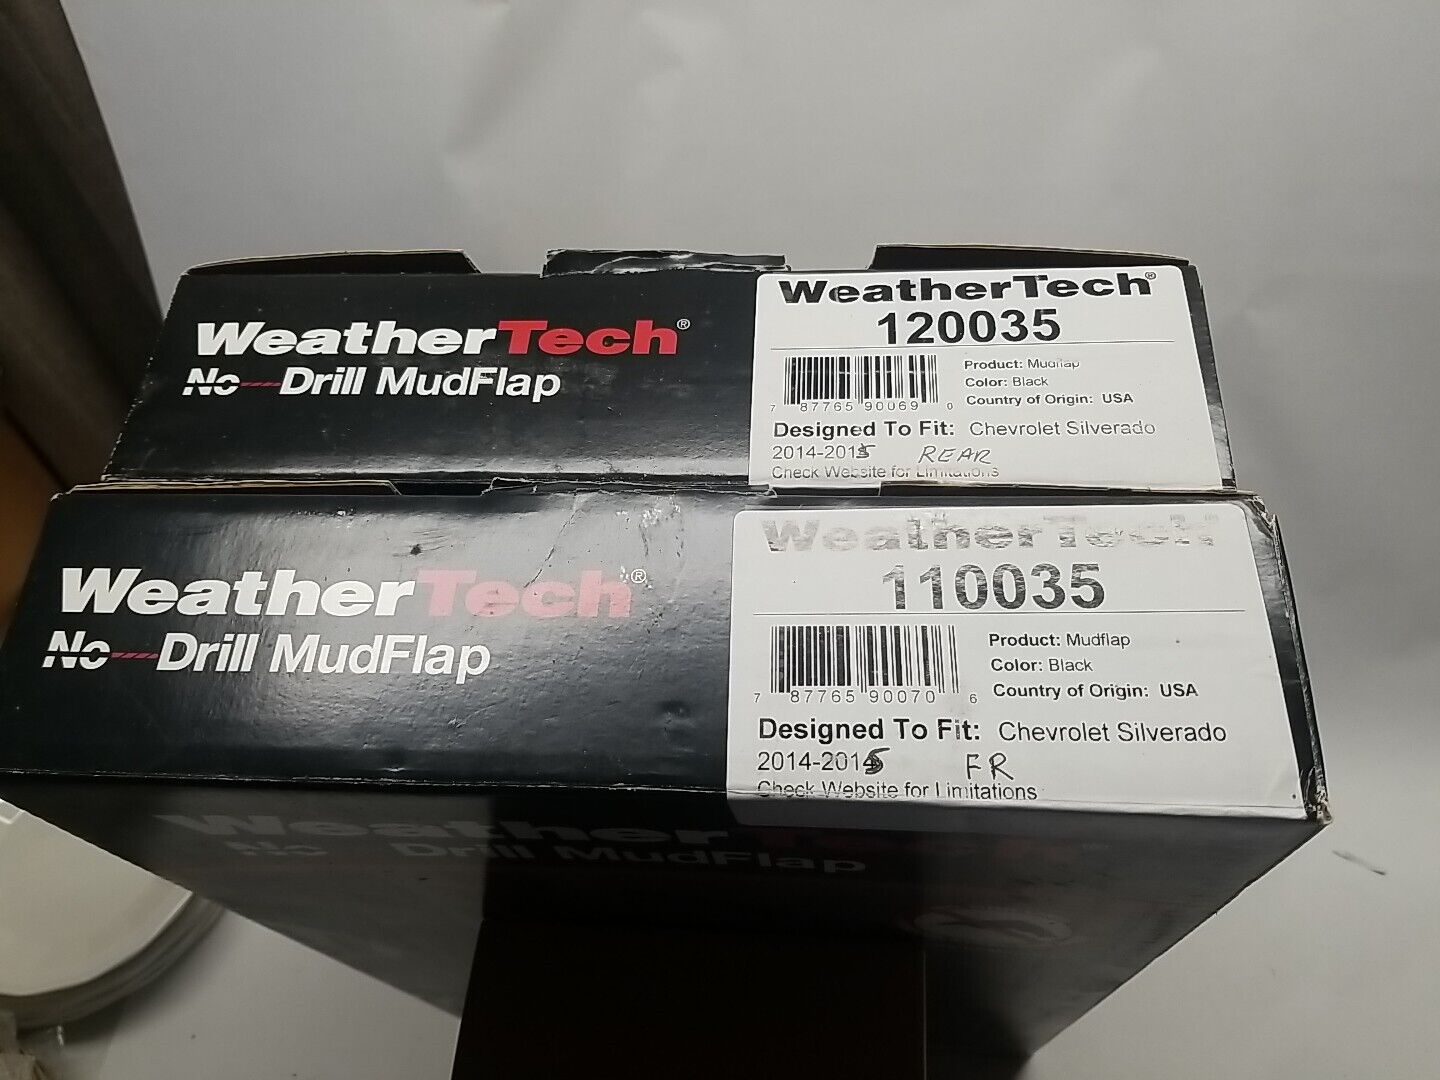 WeatherTech®
No-Drill MudFlap
WeatherTech®
120035
Product: Mudflap
Color: Black
Country of Origin: USA
7 87765 90069 0
Designed To Fit: Chevrolet Silverado
2014-2015 REAR
Check Website for Limitations
WeatherTech®
No-Drill MudFlap
WeatherTech®
110035
Product: Mudflap
Color: Black
Country of Origin: USA
7 87765 90070 6
Designed To Fit: Chevrolet Silverado
2014-2015 FR
Check Website for Limitations
WeatherTech®
No-Drill MudFlap